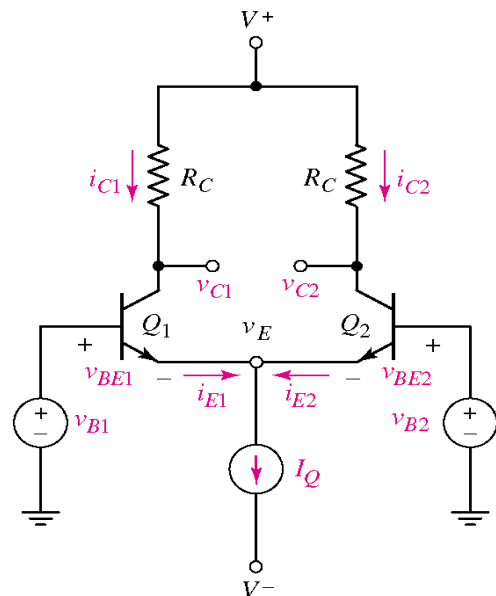 V+
iC1 RC RC iC2
vC1 vC2
Q1 vE Q2
+ +
vBE1 − − vBE2
iE1 iE2
+ +
vB1 − − vB2
IQ
V−